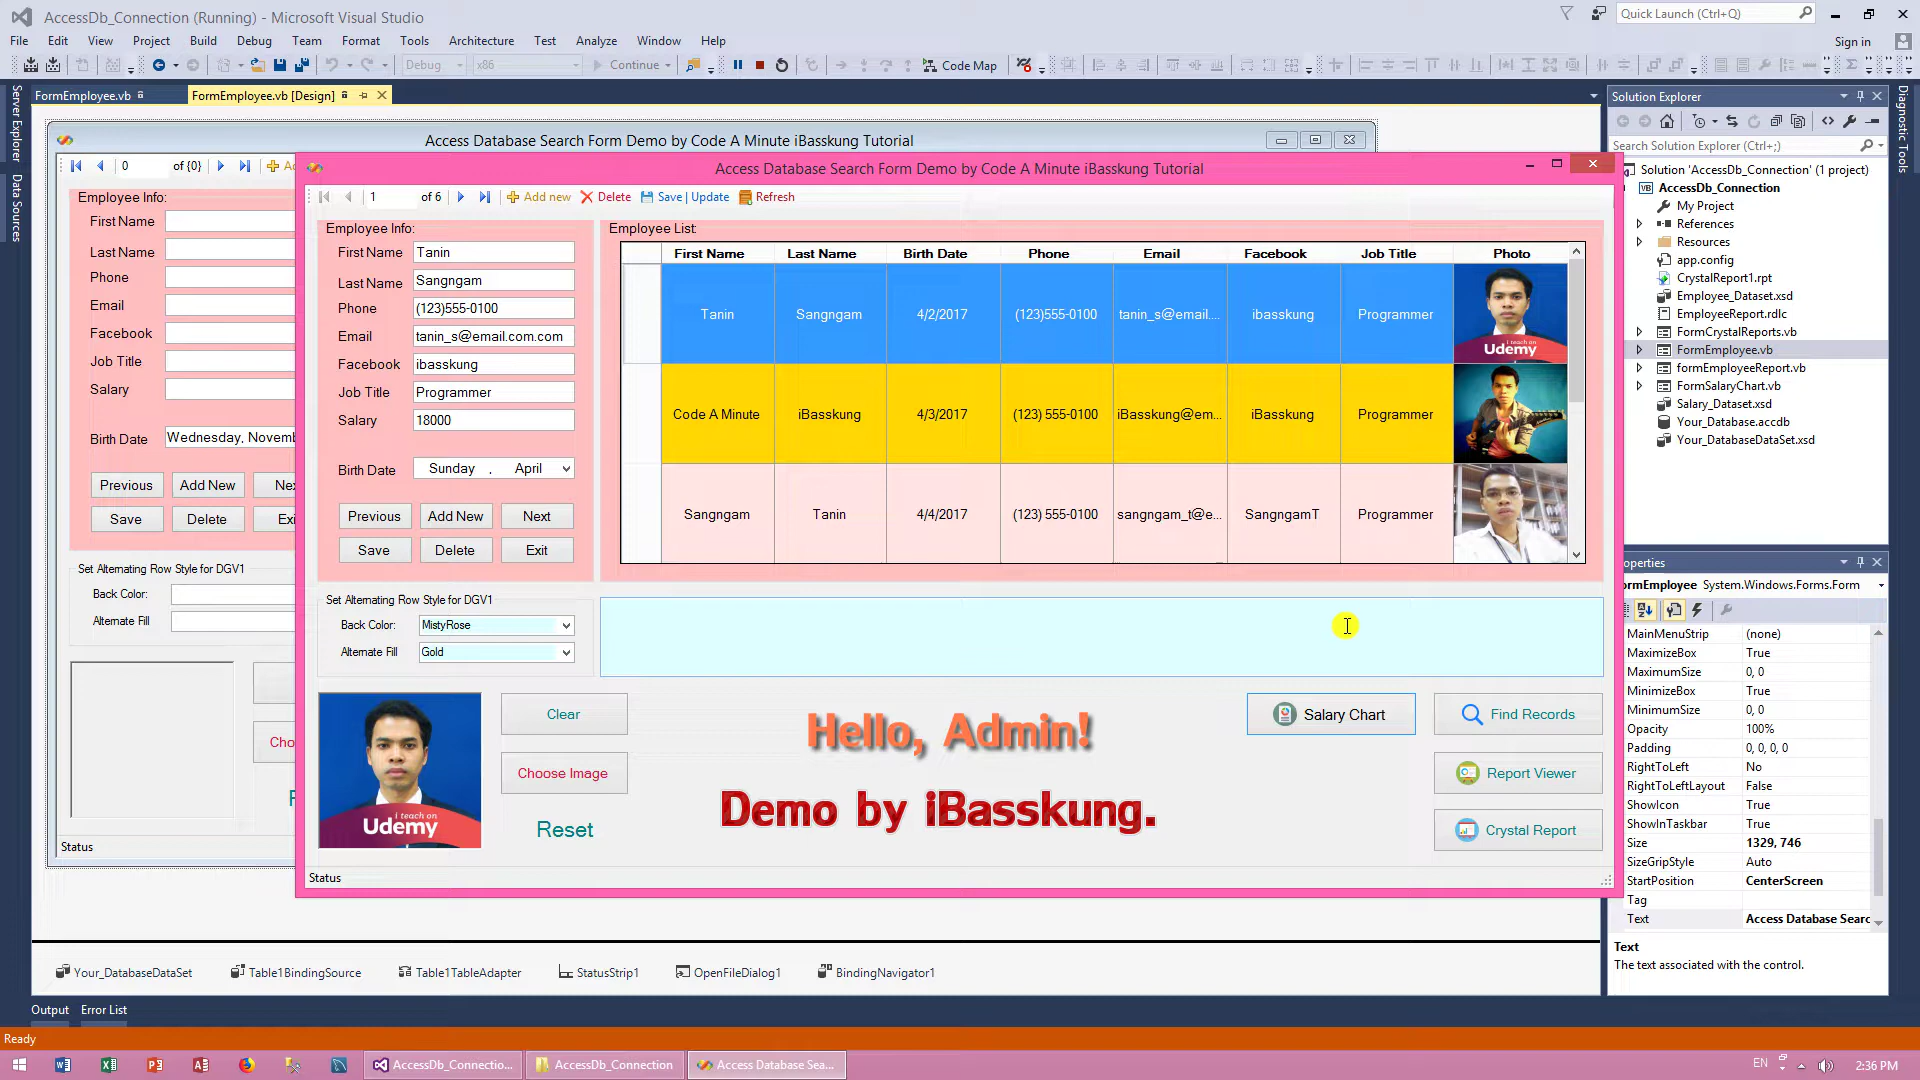 AccessDb_Connection (Running) - Microsoft Visual Studio
Quick Launch (Ctrl+Q)
File Edit View Project Build Debug Team Format Tools Architecture Test Analyze Window Help
Sign in
Debug x86 Continue Code Map
FormEmployee.vb
FormEmployee.vb [Design]
Server Explorer
Data Sources
Access Database Search Form Demo by Code A Minute iBasskung Tutorial
0 of {0}
Employee Info:
First Name
Last Name
Phone
Email
Facebook
Job Title
Salary
Birth Date Wednesday, Novemb
Previous Add New Nex
Save Delete Exi
Set Alternating Row Style for DGV1
Back Color:
Alternate Fill
Cho
Status
Access Database Search Form Demo by Code A Minute iBasskung Tutorial
1 of 6 Add new Delete Save | Update Refresh
Employee Info:
First Name Tanin
Last Name Sangngam
Phone (123)555-0100
Email tanin_s@email.com.com
Facebook ibasskung
Job Title Programmer
Salary 18000
Birth Date Sunday , April
Previous Add New Next
Save Delete Exit
Employee List:
First Name Last Name Birth Date Phone Email Facebook Job Title Photo
Tanin Sangngam 4/2/2017 (123)555-0100 tanin_s@email.... ibasskung Programmer
I teach on
Udemy
Code A Minute iBasskung 4/3/2017 (123) 555-0100 iBasskung@em... iBasskung Programmer
Sangngam Tanin 4/4/2017 (123) 555-0100 sangngam_t@e... SangngamT Programmer
Set Alternating Row Style for DGV1
Back Color: MistyRose
Alternate Fill Gold
I teach on
Udemy
Clear
Choose Image
Reset
Hello, Admin!
Demo by iBasskung.
Salary Chart
Find Records
Report Viewer
Crystal Report
Status
Your_DatabaseDataSet Table1BindingSource Table1TableAdapter StatusStrip1 OpenFileDialog1 BindingNavigator1
Output Error List
Ready
Solution Explorer
Search Solution Explorer (Ctrl+;)
Solution 'AccessDb_Connection' (1 project)
AccessDb_Connection
My Project
References
Resources
app.config
CrystalReport1.rpt
Employee_Dataset.xsd
EmployeeReport.rdlc
FormCrystalReports.vb
FormEmployee.vb
formEmployeeReport.vb
FormSalaryChart.vb
Salary_Dataset.xsd
Your_Database.accdb
Your_DatabaseDataSet.xsd
Diagnostic Tools
operties
ormEmployee System.Windows.Forms.Form
MainMenuStrip (none)
MaximizeBox True
MaximumSize 0, 0
MinimizeBox True
MinimumSize 0, 0
Opacity 100%
Padding 0, 0, 0, 0
RightToLeft No
RightToLeftLayout False
ShowIcon True
ShowInTaskbar True
Size 1329, 746
SizeGripStyle Auto
StartPosition CenterScreen
Tag
Text Access Database Searc
Text
The text associated with the control.
AccessDb_Connectio... AccessDb_Connection Access Database Sea...
EN 2:36 PM